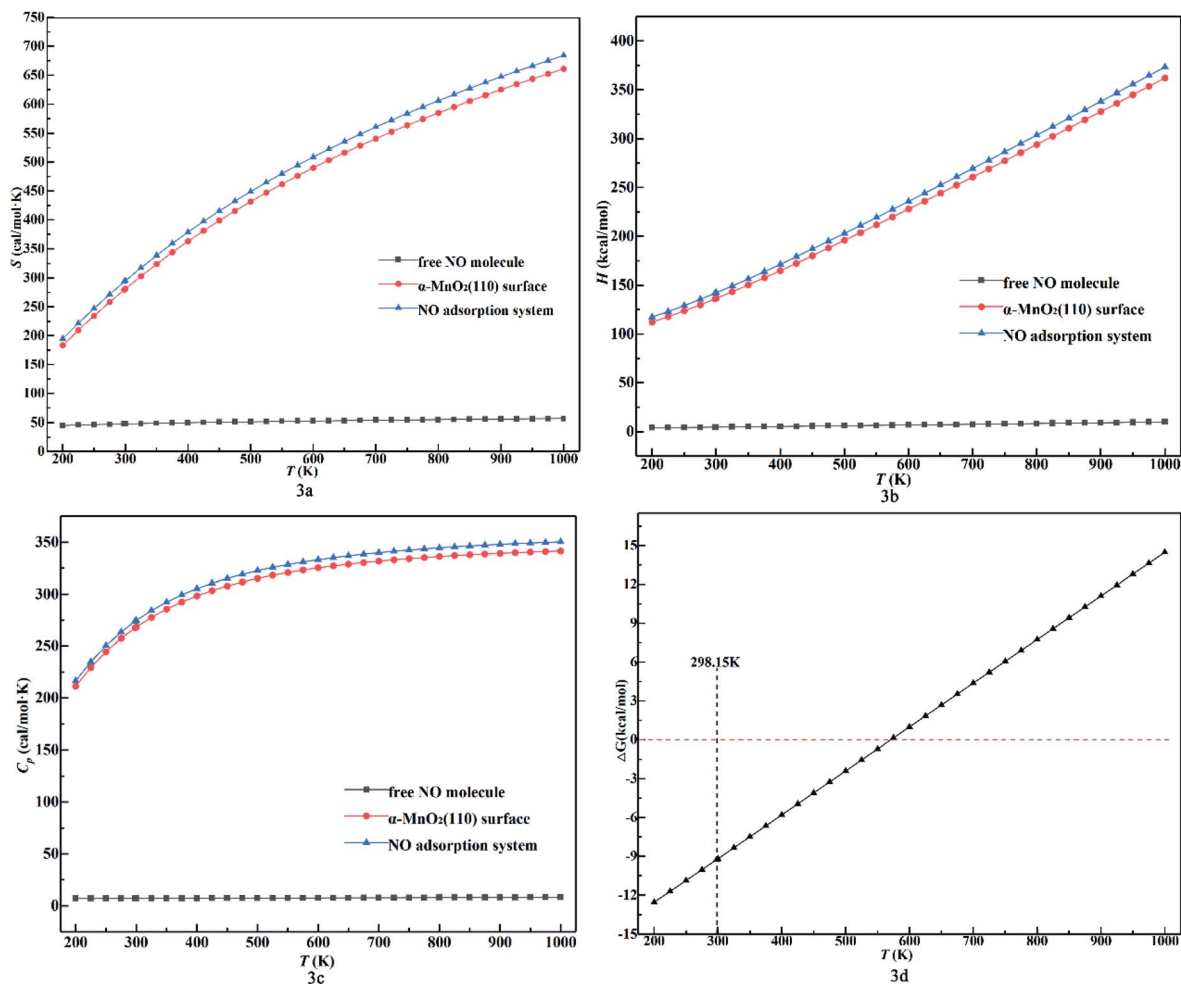 750
700
650
600
550
500
450
400
350
300
250
200
150
100
50
0
S (cal/mol·K)
free NO molecule
α-MnO₂(110) surface
NO adsorption system
200 300 400 500 600 700 800 900 1000
T (K)
3a
400
350
300
250
200
150
100
50
0
H (kcal/mol)
free NO molecule
α-MnO₂(110) surface
NO adsorption system
200 300 400 500 600 700 800 900 1000
T (K)
3b
350
300
250
200
150
100
50
0
Cₚ (cal/mol·K)
free NO molecule
α-MnO₂(110) surface
NO adsorption system
200 300 400 500 600 700 800 900 1000
T (K)
3c
15
12
9
6
3
0
-3
-6
-9
-12
-15
△G(kcal/mol)
298.15K
200 300 400 500 600 700 800 900 1000
T (K)
3d